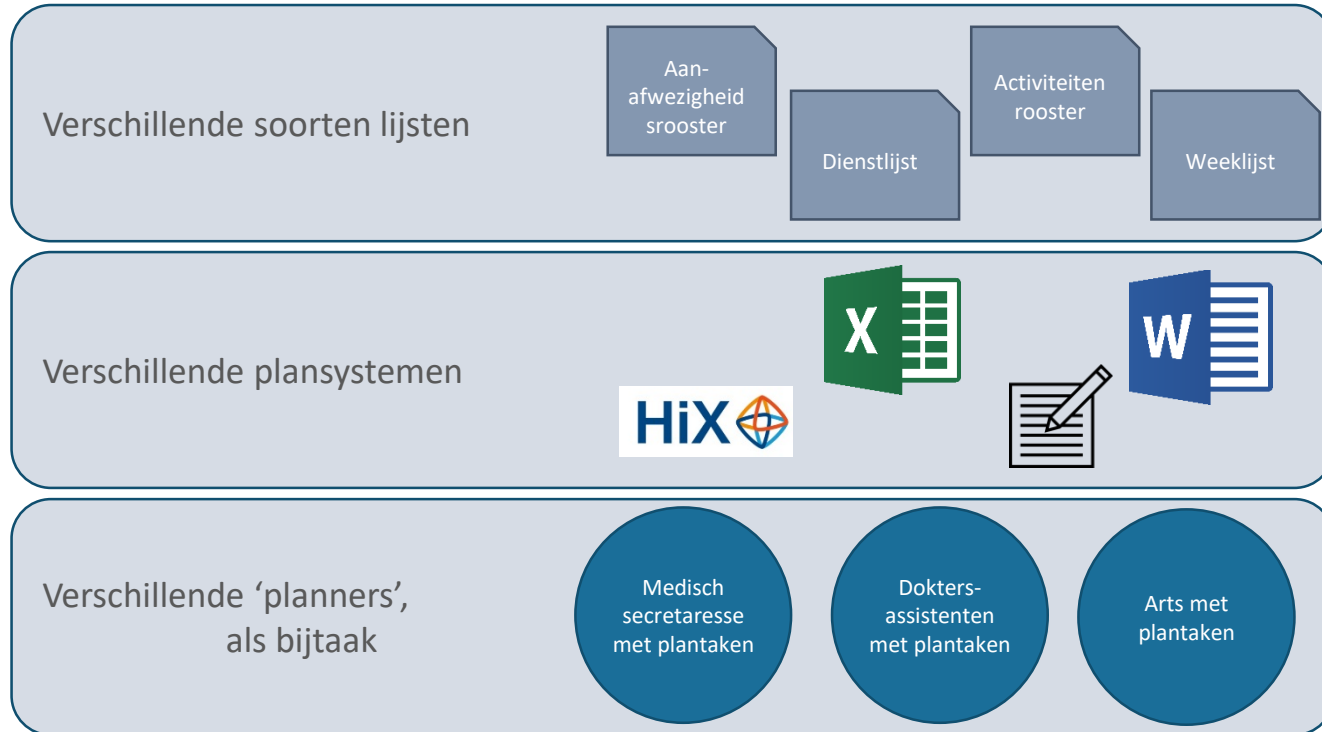 Verschillende soorten lijsten
Aan-
afwezigheid
srooster
Dienstlijst
Activiteiten
rooster
Weeklijst
Verschillende plansystemen
HiX
X
W
Verschillende ‘planners’,
als bijtaak
Medisch
secretaresse
met plantaken
Dokters-
assistenten
met plantaken
Arts met
plantaken